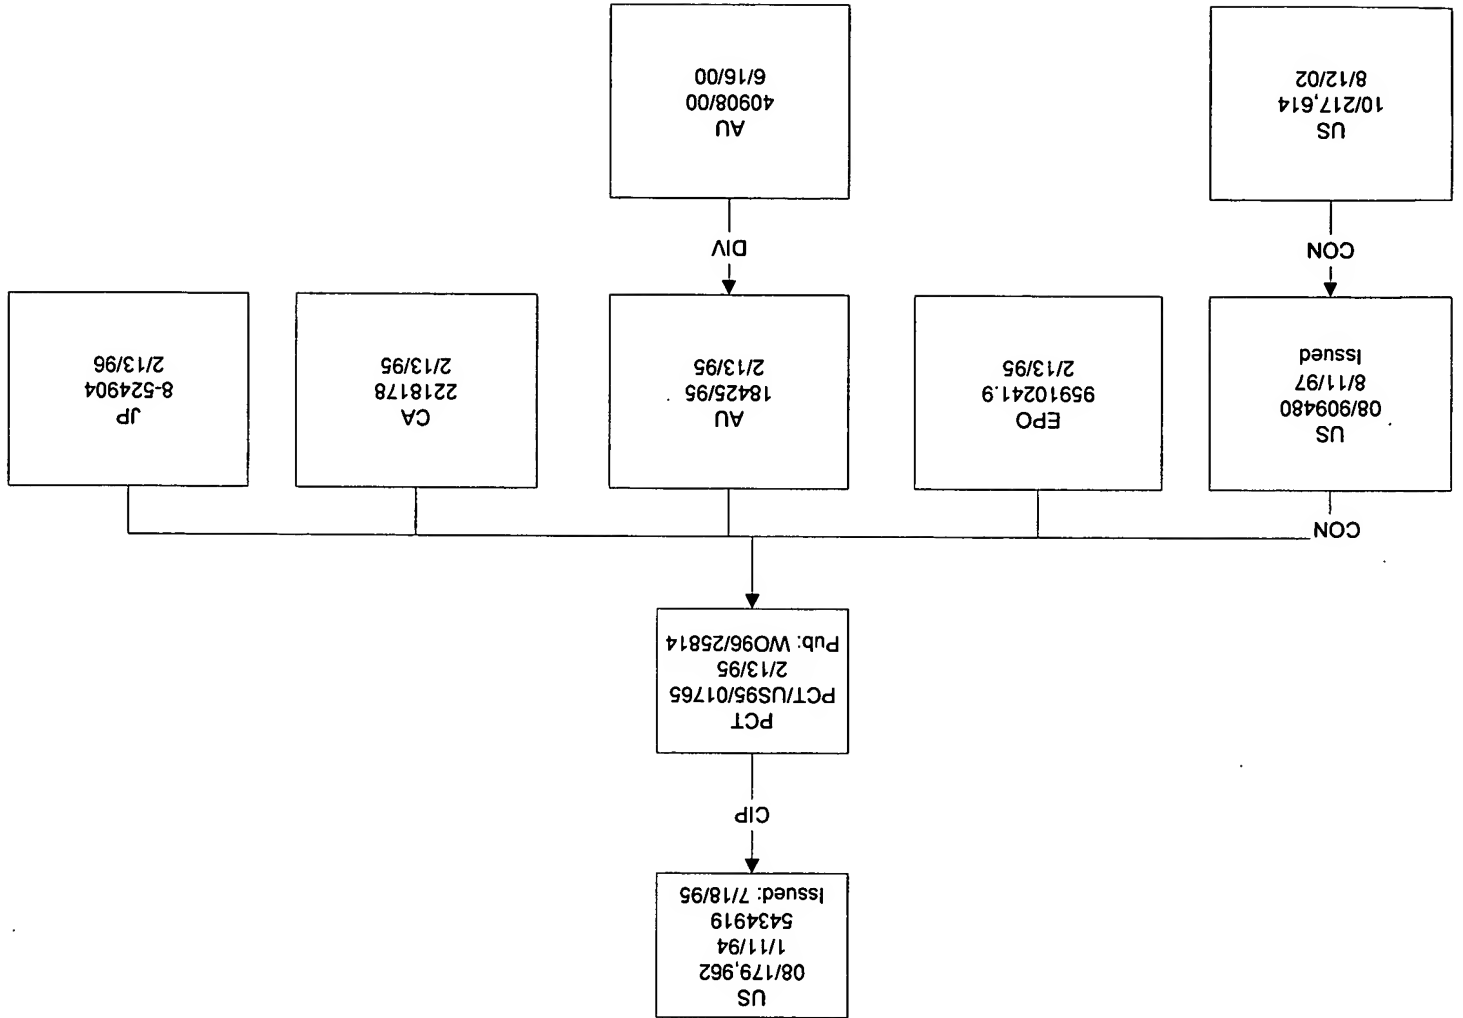 US
08/179,962
1/11/94
5434919
Issued: 7/18/95
CIP
PCT
PCT/US95/01765
2/13/95
Pub: WO96/25814
CON
US
08/909480
8/11/97
Issued
EPO
95910241.9
2/13/95
AU
18425/95
2/13/95
CA
2218178
2/13/95
JP
8-524904
2/13/96
CON
DIV
US
10/217,614
8/12/02
AU
40908/00
6/16/00